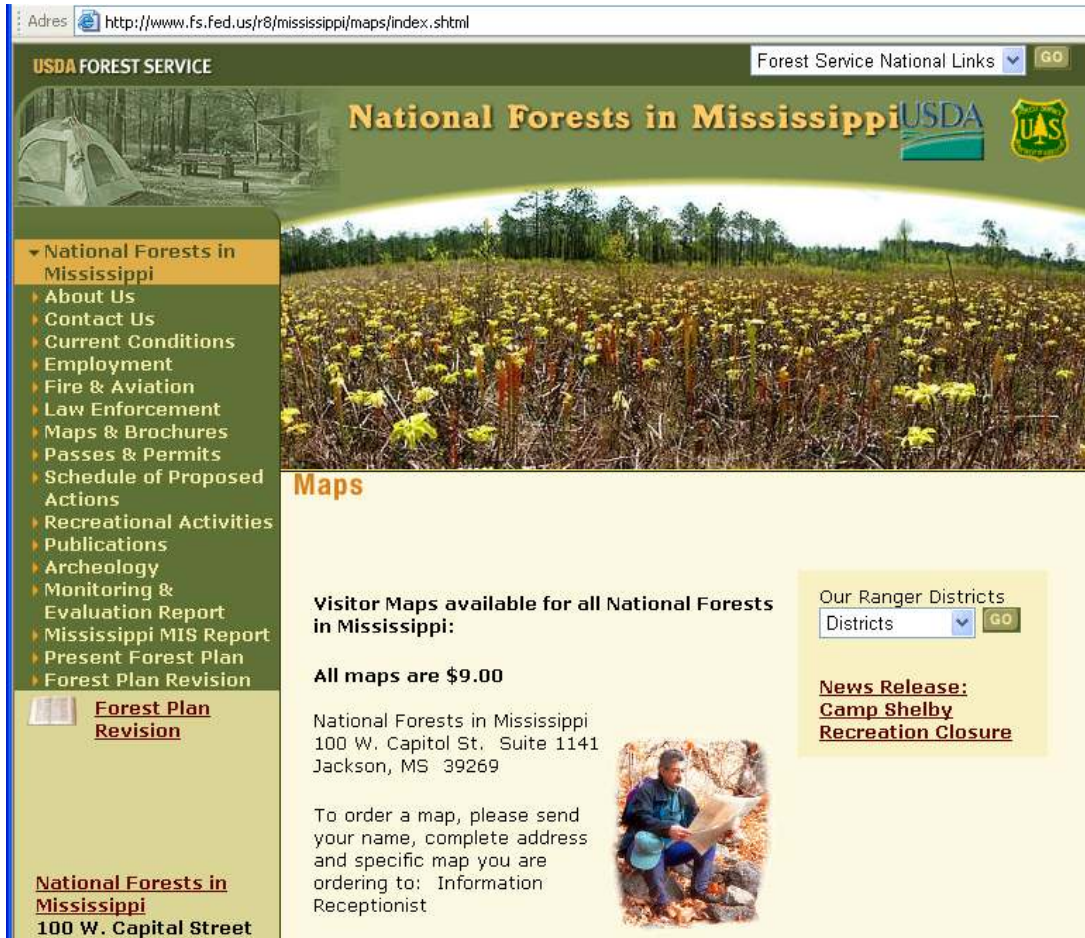 Adres http://www.fs.fed.us/r8/mississippi/maps/index.shtml
USDA FOREST SERVICE
Forest Service National Links GO
National Forests in Mississippi
USDA
UAS
National Forests in
Mississippi
About Us
Contact Us
Current Conditions
Employment
Fire & Aviation
Law Enforcement
Maps & Brochures
Passes & Permits
Schedule of Proposed
Actions
Recreational Activities
Publications
Archeology
Monitoring &
Evaluation Report
Mississippi MIS Report
Present Forest Plan
Forest Plan Revision
Forest Plan
Revision
National Forests in
Mississippi
100 W. Capital Street
Maps
Visitor Maps available for all National Forests
in Mississippi:
All maps are $9.00
National Forests in Mississippi
100 W. Capitol St. Suite 1141
Jackson, MS 39269
To order a map, please send
your name, complete address
and specific map you are
ordering to: Information
Receptionist
Our Ranger Districts
Districts GO
News Release:
Camp Shelby
Recreation Closure